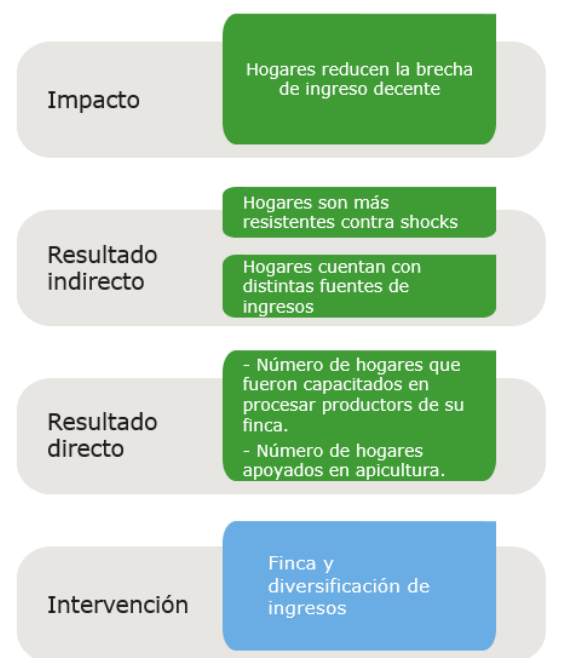 Impacto
Hogares reducen la brecha
de ingreso decente
Resultado
indirecto
Hogares son más
resistentes contra shocks
Hogares cuentan con
distintas fuentes de
ingresos
Resultado
directo
- Número de hogares que
fueron capacitados en
procesar productors de su
finca.
- Número de hogares
apoyados en apicultura.
Intervención
Finca y
diversificación de
ingresos